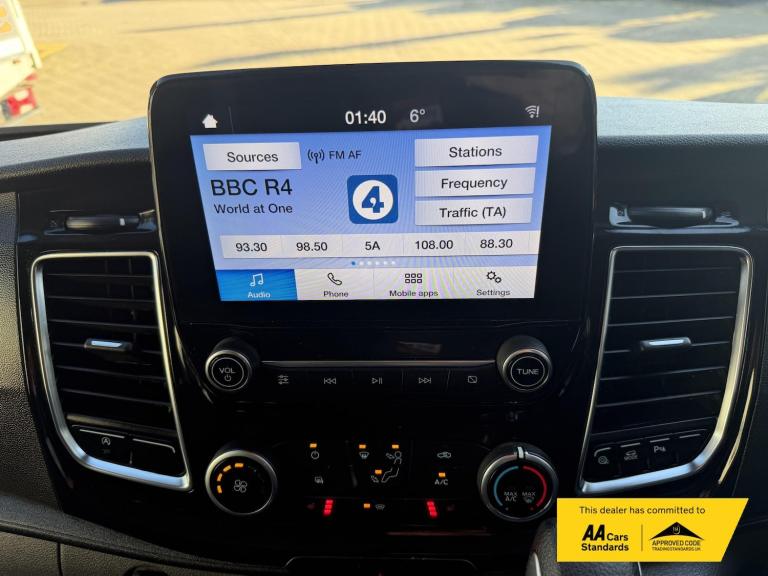 01:40 6°
Sources FM AF Stations
BBC R4 4 Frequency
World at One Traffic (TA)
93.30 98.50 5A 108.00 88.30
Audio Phone Mobile apps Settings
VOL TUNE
A/C
MAX A/C MAX
This dealer has committed to
AA Cars
Standards
APPROVED CODE
TRADINGSTANDARDS.UK